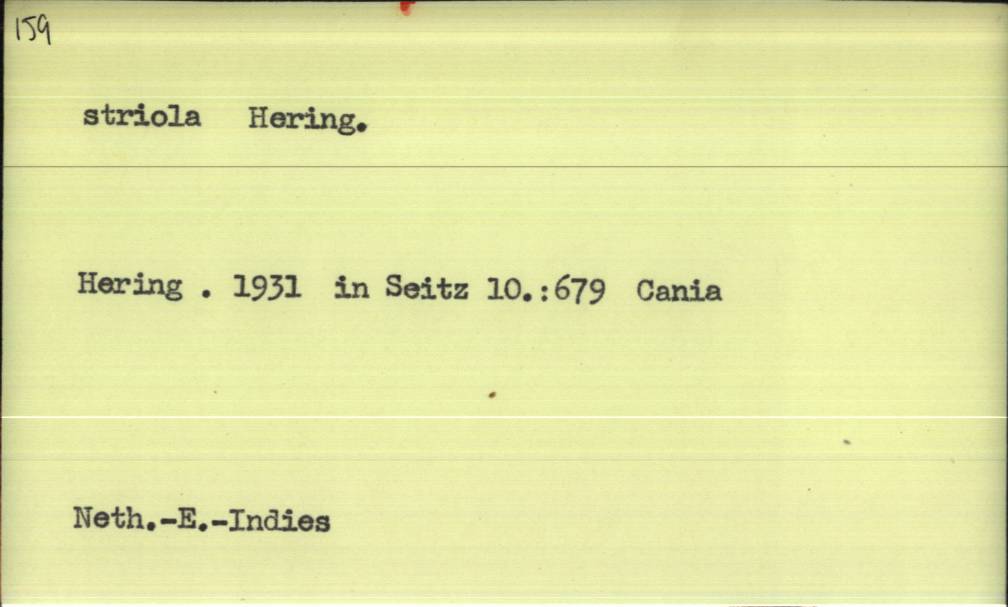 159
striola Hering.
Hering . 1931 in Seitz 10.:679 Cania
Neth.-E.-Indies